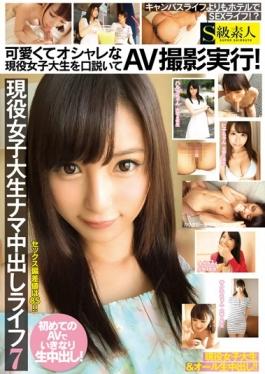 キャンパスライフよりもホテルで
SEXライフ!?
S級素人
可愛くてオシャレな
現役女子大生を口説いて
AV撮影実行!
現役女子大生ナマ中出しライフ7
初めてのAVで
いきなり
生中出し!
現役女子大生
&オール生中出し!!